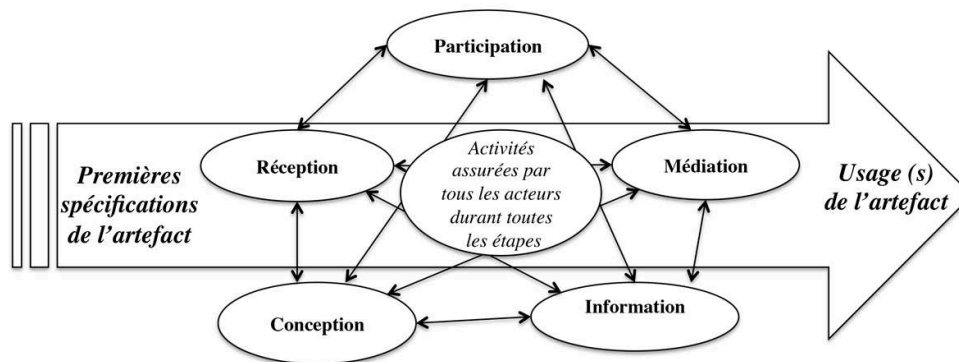 Participation
Premières
spécifications
de l'artefact
Réception
Activités
assurées par
tous les acteurs
durant toutes
les étapes
Médiation
Usage (s)
de l'artefact
Conception
Information